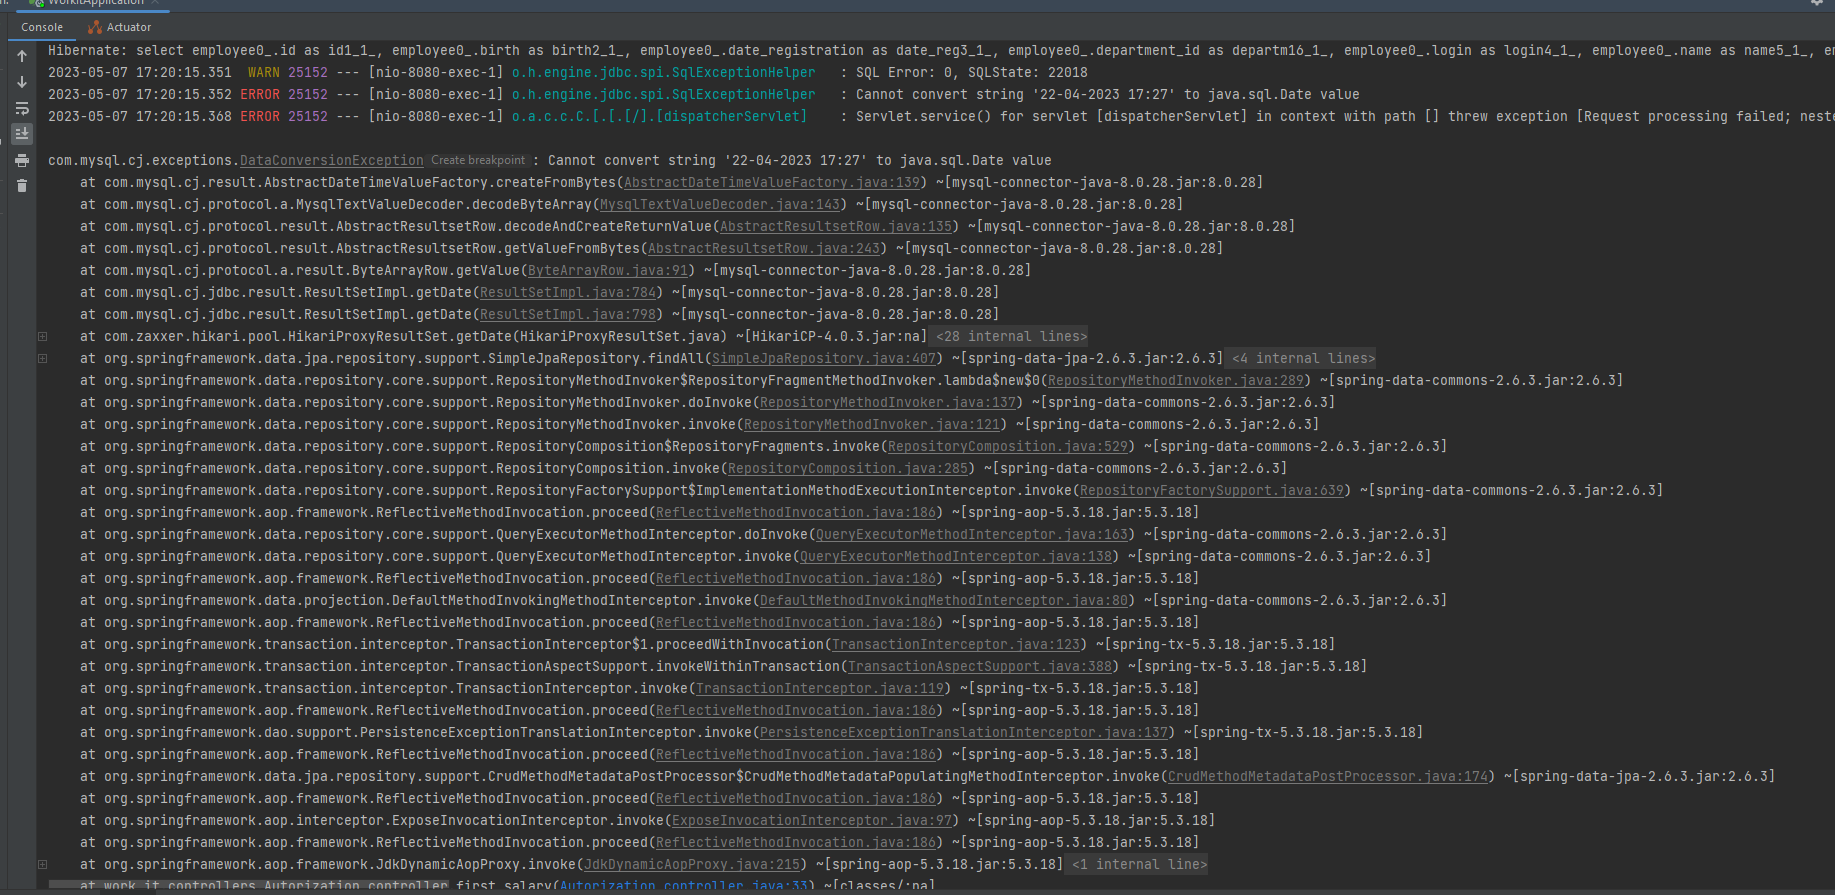 WorkitApplication
Console
Actuator
Hibernate: select employee0_.id as id1_1_, employee0_.birth as birth2_1_, employee0_.date_registration as date_reg3_1_, employee0_.department_id as departm16_1_, employee0_.login as login4_1_, employee0_.name as name5_1_, em
2023-05-07 17:20:15.351  WARN 25152 --- [nio-8080-exec-1] o.h.engine.jdbc.spi.SqlExceptionHelper   : SQL Error: 0, SQLState: 22018
2023-05-07 17:20:15.352 ERROR 25152 --- [nio-8080-exec-1] o.h.engine.jdbc.spi.SqlExceptionHelper   : Cannot convert string '22-04-2023 17:27' to java.sql.Date value
2023-05-07 17:20:15.368 ERROR 25152 --- [nio-8080-exec-1] o.a.c.c.C.[.[.[/].[dispatcherServlet]    : Servlet.service() for servlet [dispatcherServlet] in context with path [] threw exception [Request processing failed; neste
com.mysql.cj.exceptions.DataConversionException Create breakpoint : Cannot convert string '22-04-2023 17:27' to java.sql.Date value
at com.mysql.cj.result.AbstractDateTimeValueFactory.createFromBytes(AbstractDateTimeValueFactory.java:139) ~[mysql-connector-java-8.0.28.jar:8.0.28]
at com.mysql.cj.protocol.a.MysqlTextValueDecoder.decodeByteArray(MysqlTextValueDecoder.java:143) ~[mysql-connector-java-8.0.28.jar:8.0.28]
at com.mysql.cj.protocol.result.AbstractResultsetRow.decodeAndCreateReturnValue(AbstractResultsetRow.java:135) ~[mysql-connector-java-8.0.28.jar:8.0.28]
at com.mysql.cj.protocol.result.AbstractResultsetRow.getValueFromBytes(AbstractResultsetRow.java:243) ~[mysql-connector-java-8.0.28.jar:8.0.28]
at com.mysql.cj.protocol.a.result.ByteArrayRow.getValue(ByteArrayRow.java:91) ~[mysql-connector-java-8.0.28.jar:8.0.28]
at com.mysql.cj.jdbc.result.ResultSetImpl.getDate(ResultSetImpl.java:784) ~[mysql-connector-java-8.0.28.jar:8.0.28]
at com.mysql.cj.jdbc.result.ResultSetImpl.getDate(ResultSetImpl.java:798) ~[mysql-connector-java-8.0.28.jar:8.0.28]
at com.zaxxer.hikari.pool.HikariProxyResultSet.getDate(HikariProxyResultSet.java) ~[HikariCP-4.0.3.jar:na] <28 internal lines>
at org.springframework.data.jpa.repository.support.SimpleJpaRepository.findAll(SimpleJpaRepository.java:407) ~[spring-data-jpa-2.6.3.jar:2.6.3] <4 internal lines>
at org.springframework.data.repository.core.support.RepositoryMethodInvoker$RepositoryFragmentMethodInvoker.lambda$new$0(RepositoryMethodInvoker.java:289) ~[spring-data-commons-2.6.3.jar:2.6.3]
at org.springframework.data.repository.core.support.RepositoryMethodInvoker.doInvoke(RepositoryMethodInvoker.java:137) ~[spring-data-commons-2.6.3.jar:2.6.3]
at org.springframework.data.repository.core.support.RepositoryMethodInvoker.invoke(RepositoryMethodInvoker.java:121) ~[spring-data-commons-2.6.3.jar:2.6.3]
at org.springframework.data.repository.core.support.RepositoryComposition$RepositoryFragments.invoke(RepositoryComposition.java:529) ~[spring-data-commons-2.6.3.jar:2.6.3]
at org.springframework.data.repository.core.support.RepositoryComposition.invoke(RepositoryComposition.java:285) ~[spring-data-commons-2.6.3.jar:2.6.3]
at org.springframework.data.repository.core.support.RepositoryFactorySupport$ImplementationMethodExecutionInterceptor.invoke(RepositoryFactorySupport.java:639) ~[spring-data-commons-2.6.3.jar:2.6.3]
at org.springframework.aop.framework.ReflectiveMethodInvocation.proceed(ReflectiveMethodInvocation.java:186) ~[spring-aop-5.3.18.jar:5.3.18]
at org.springframework.data.repository.core.support.QueryExecutorMethodInterceptor.doInvoke(QueryExecutorMethodInterceptor.java:163) ~[spring-data-commons-2.6.3.jar:2.6.3]
at org.springframework.data.repository.core.support.QueryExecutorMethodInterceptor.invoke(QueryExecutorMethodInterceptor.java:138) ~[spring-data-commons-2.6.3.jar:2.6.3]
at org.springframework.aop.framework.ReflectiveMethodInvocation.proceed(ReflectiveMethodInvocation.java:186) ~[spring-aop-5.3.18.jar:5.3.18]
at org.springframework.data.projection.DefaultMethodInvokingMethodInterceptor.invoke(DefaultMethodInvokingMethodInterceptor.java:80) ~[spring-data-commons-2.6.3.jar:2.6.3]
at org.springframework.aop.framework.ReflectiveMethodInvocation.proceed(ReflectiveMethodInvocation.java:186) ~[spring-aop-5.3.18.jar:5.3.18]
at org.springframework.transaction.interceptor.TransactionInterceptor$1.proceedWithInvocation(TransactionInterceptor.java:123) ~[spring-tx-5.3.18.jar:5.3.18]
at org.springframework.transaction.interceptor.TransactionAspectSupport.invokeWithinTransaction(TransactionAspectSupport.java:388) ~[spring-tx-5.3.18.jar:5.3.18]
at org.springframework.transaction.interceptor.TransactionInterceptor.invoke(TransactionInterceptor.java:119) ~[spring-tx-5.3.18.jar:5.3.18]
at org.springframework.aop.framework.ReflectiveMethodInvocation.proceed(ReflectiveMethodInvocation.java:186) ~[spring-aop-5.3.18.jar:5.3.18]
at org.springframework.dao.support.PersistenceExceptionTranslationInterceptor.invoke(PersistenceExceptionTranslationInterceptor.java:137) ~[spring-tx-5.3.18.jar:5.3.18]
at org.springframework.aop.framework.ReflectiveMethodInvocation.proceed(ReflectiveMethodInvocation.java:186) ~[spring-aop-5.3.18.jar:5.3.18]
at org.springframework.data.jpa.repository.support.CrudMethodMetadataPostProcessor$CrudMethodMetadataPopulatingMethodInterceptor.invoke(CrudMethodMetadataPostProcessor.java:174) ~[spring-data-jpa-2.6.3.jar:2.6.3]
at org.springframework.aop.framework.ReflectiveMethodInvocation.proceed(ReflectiveMethodInvocation.java:186) ~[spring-aop-5.3.18.jar:5.3.18]
at org.springframework.aop.interceptor.ExposeInvocationInterceptor.invoke(ExposeInvocationInterceptor.java:97) ~[spring-aop-5.3.18.jar:5.3.18]
at org.springframework.aop.framework.ReflectiveMethodInvocation.proceed(ReflectiveMethodInvocation.java:186) ~[spring-aop-5.3.18.jar:5.3.18]
at org.springframework.aop.framework.JdkDynamicAopProxy.invoke(JdkDynamicAopProxy.java:215) ~[spring-aop-5.3.18.jar:5.3.18] <1 internal line>
at work.it.controllers.Autorization_controller.first_salary(Autorization_controller.java:33) ~[classes/:na]